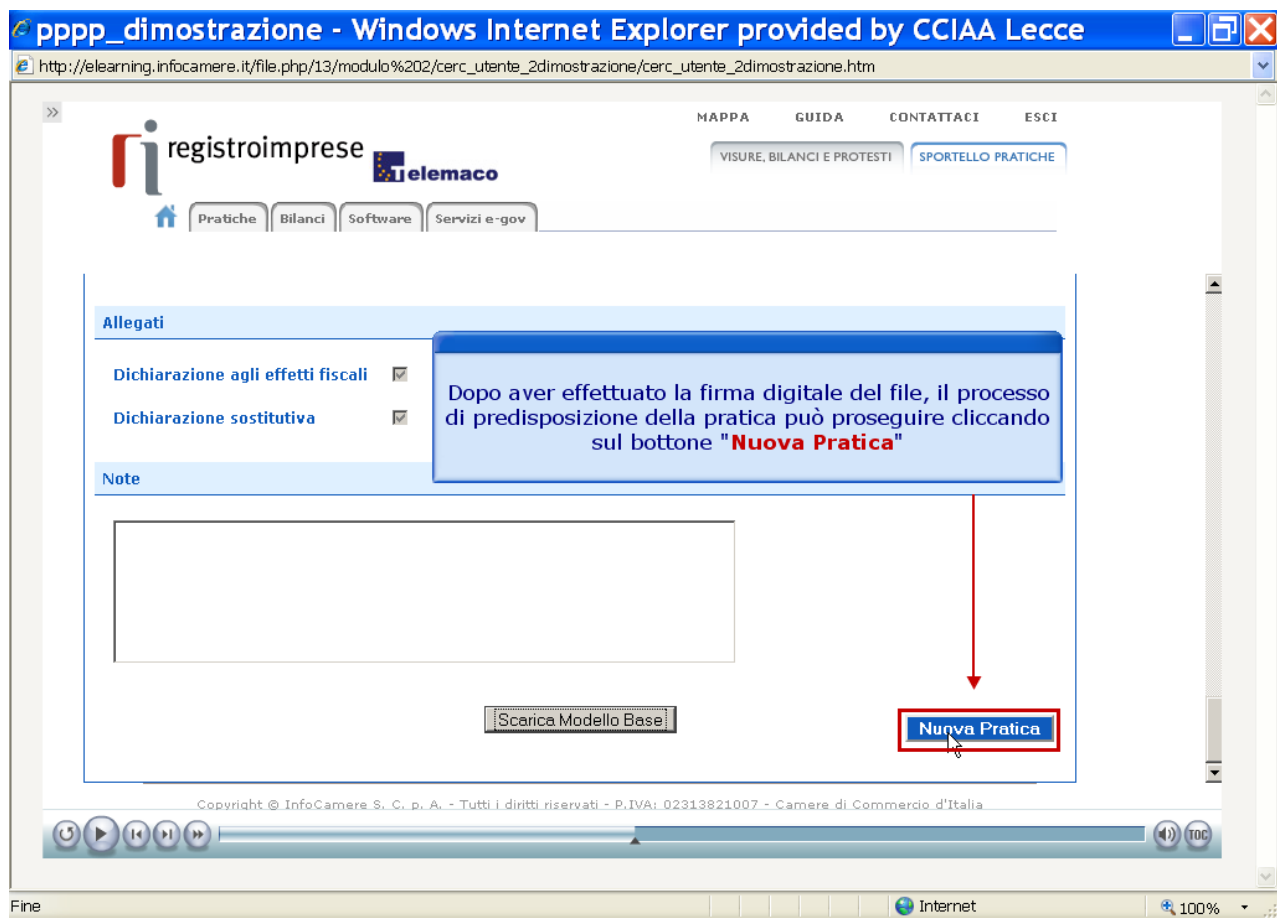 pppp_dimostrazione - Windows Internet Explorer provided by CCIAA Lecce
http://elearning.infocamere.it/file.php/13/modulo%202/cerc_utente_2dimostrazione/cerc_utente_2dimostrazione.htm
MAPPA GUIDA CONTATTACI ESCI
registroimprese
Telemaco
VISURE, BILANCI E PROTESTI SPORTELLO PRATICHE
Pratiche Bilanci Software Servizi e-gov
Allegati
Dichiarazione agli effetti fiscali
Dichiarazione sostitutiva
Dopo aver effettuato la firma digitale del file, il processo
di predisposizione della pratica può proseguire cliccando
sul bottone "Nuova Pratica"
Note
Scarica Modello Base
Nuova Pratica
Copyright © InfoCamere S. C. p. A. - Tutti i diritti riservati - P.IVA: 02313821007 - Camere di Commercio d'Italia
TOC
Fine Internet 100%